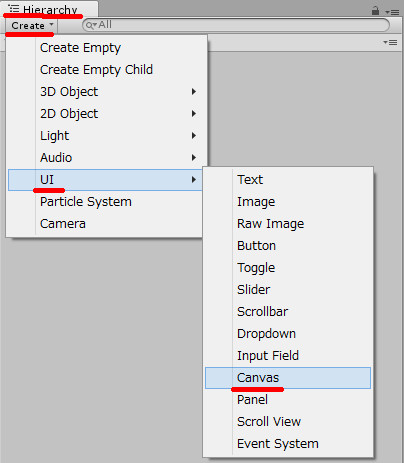 Hierarchy
Create
All
Create Empty
Create Empty Child
3D Object
2D Object
Light
Audio
UI
Particle System
Camera
Text
Image
Raw Image
Button
Toggle
Slider
Scrollbar
Dropdown
Input Field
Canvas
Panel
Scroll View
Event System